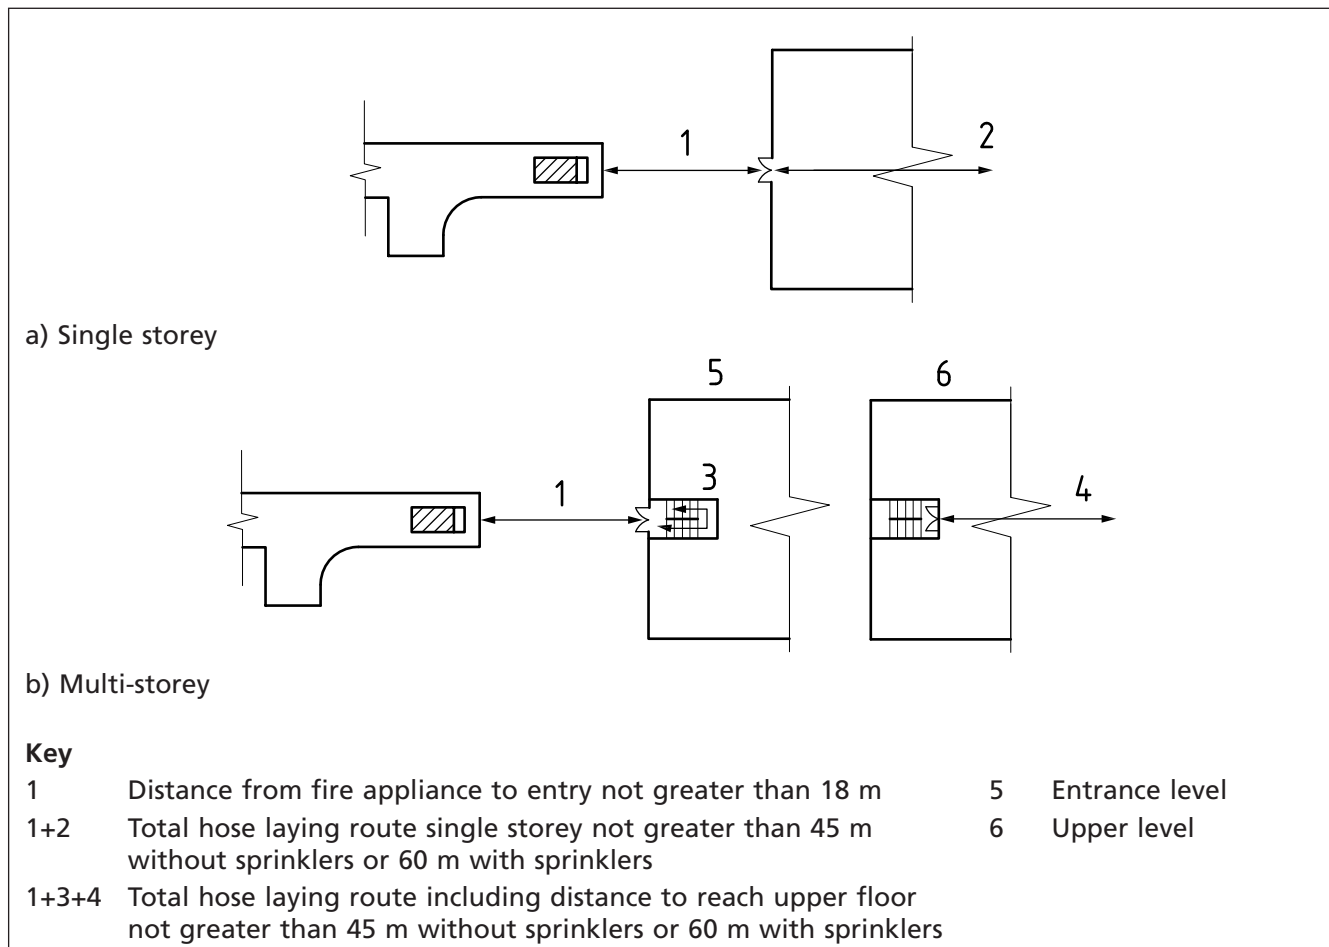 1
2
a) Single storey
5
6
1
3
4
b) Multi-storey
Key
1 Distance from fire appliance to entry not greater than 18 m
1+2 Total hose laying route single storey not greater than 45 m
without sprinklers or 60 m with sprinklers
1+3+4 Total hose laying route including distance to reach upper floor
not greater than 45 m without sprinklers or 60 m with sprinklers
5 Entrance level
6 Upper level